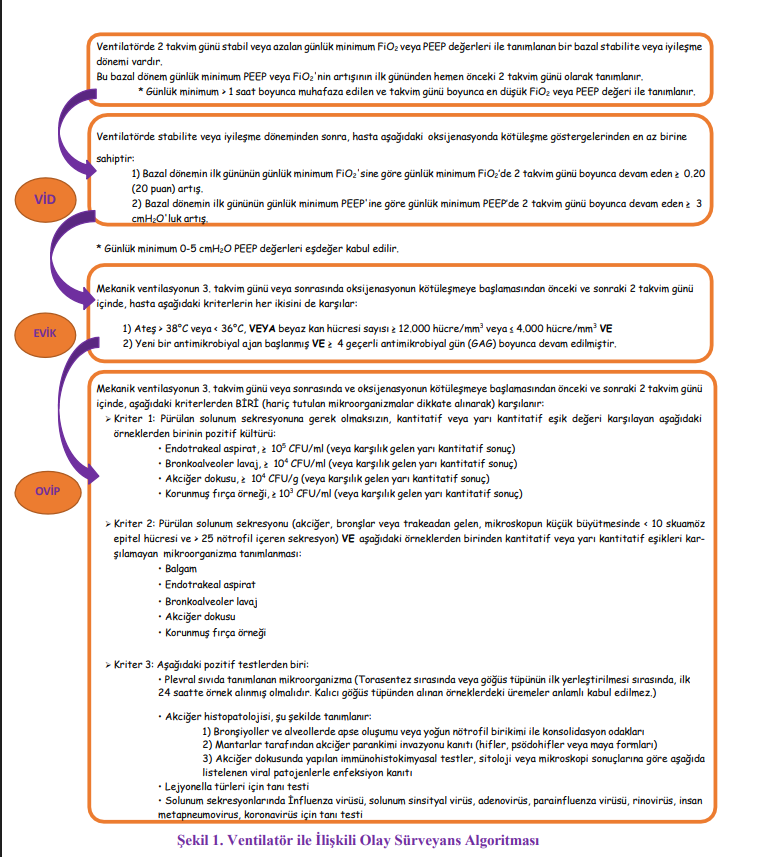 Ventilatörde 2 takvim günü stabil veya azalan günlük minimum FiO₂ veya PEEP değerleri ile tanımlanan bir bazal stabilite veya iyileşme
dönemi vardır.
Bu bazal dönem günlük minimum PEEP veya FiO₂'nin artışının ilk gününden hemen önceki 2 takvim günü olarak tanımlanır.
* Günlük minimum > 1 saat boyunca muhafaza edilen ve takvim günü boyunca en düşük FiO₂ veya PEEP değeri ile tanımlanır.
Ventilatörde stabilite veya iyileşme döneminden sonra, hasta aşağıdaki oksijenasyonda kötüleşme göstergelerinden en az birine
sahiptir:
1) Bazal dönemin ilk gününün günlük minimum FiO₂'sine göre günlük minimum FiO₂'de 2 takvim günü boyunca devam eden ≥ 0.20
(20 puan) artış.
2) Bazal dönemin ilk gününün günlük minimum PEEP'ine göre günlük minimum PEEP'de 2 takvim günü boyunca devam eden ≥ 3
cmH₂O'luk artış.
VİD
* Günlük minimum 0-5 cmH₂O PEEP değerleri eşdeğer kabul edilir.
Mekanik ventilasyonun 3. takvim günü veya sonrasında oksijenasyonun kötüleşmeye başlamasından önceki ve sonraki 2 takvim günü
içinde, hasta aşağıdaki kriterlerin her ikisini de karşılar:
1) Ateş > 38°C veya < 36°C, VEYA beyaz kan hücresi sayısı ≥ 12.000 hücre/mm³ veya ≤ 4.000 hücre/mm³ VE
2) Yeni bir antimikrobiyal ajan başlanmış VE ≥ 4 geçerli antimikrobiyal gün (GAG) boyunca devam edilmiştir.
EVİK
Mekanik ventilasyonun 3. takvim günü veya sonrasında ve oksijenasyonun kötüleşmeye başlamasından önceki ve sonraki 2 takvim günü
içinde, aşağıdaki kriterlerden BİRİ (hariç tutulan mikroorganizmalar dikkate alınarak) karşılanır:
➢ Kriter 1: Pürülan solunum sekresyonuna gerek olmaksızın, kantitatif veya yarı kantitatif eşik değeri karşılayan aşağıdaki
örneklerden birinin pozitif kültürü:
• Endotrakeal aspirat, ≥ 10⁵ CFU/ml (veya karşılık gelen yarı kantitatif sonuç)
• Bronkoalveoler lavaj, ≥ 10⁴ CFU/ml (veya karşılık gelen yarı kantitatif sonuç)
• Akciğer dokusu, ≥ 10⁴ CFU/g (veya karşılık gelen yarı kantitatif sonuç)
• Korunmuş fırça örneği, ≥ 10³ CFU/ml (veya karşılık gelen yarı kantitatif sonuç)
OVİP
➢ Kriter 2: Pürülan solunum sekresyonu (akciğer, bronşlar veya trakeadan gelen, mikroskopun küçük büyütmesinde < 10 skuamöz
epitel hücresi ve > 25 nötrofil içeren sekresyon) VE aşağıdaki örneklerden birinden kantitatif veya yarı kantitatif eşikleri kar-
şılamayan mikroorganizma tanımlanması:
• Balgam
• Endotrakeal aspirat
• Bronkoalveoler lavaj
• Akciğer dokusu
• Korunmuş fırça örneği
➢ Kriter 3: Aşağıdaki pozitif testlerden biri:
• Plevral sıvıda tanımlanan mikroorganizma (Torasentez sırasında veya göğüs tüpünün ilk yerleştirilmesi sırasında, ilk
24 saatte örnek alınmış olmalıdır. Kalıcı göğüs tüpünden alınan örneklerdeki üremeler anlamlı kabul edilmez.)
• Akciğer histopatolojisi, şu şekilde tanımlanır:
1) Bronşiyoller ve alveollerde apse oluşumu veya yoğun nötrofil birikimi ile konsolidasyon odakları
2) Mantarlar tarafından akciğer parankimi invazyonu kanıtı (hifler, psödohifler veya maya formları)
3) Akciğer dokusunda yapılan immünohistokimyasal testler, sitoloji veya mikroskopi sonuçlarına göre aşağıda
listelenen viral patojenlerle enfeksiyon kanıtı
• Lejyonella türleri için tanı testi
• Solunum sekresyonlarında İnfluenza virüsü, solunum sinsityal virüs, adenovirüs, parainfluenza virüsü, rinovirüs, insan
metapneumovirus, koronavirüs için tanı testi
Şekil 1. Ventilatör ile İlişkili Olay Sürveyans Algoritması